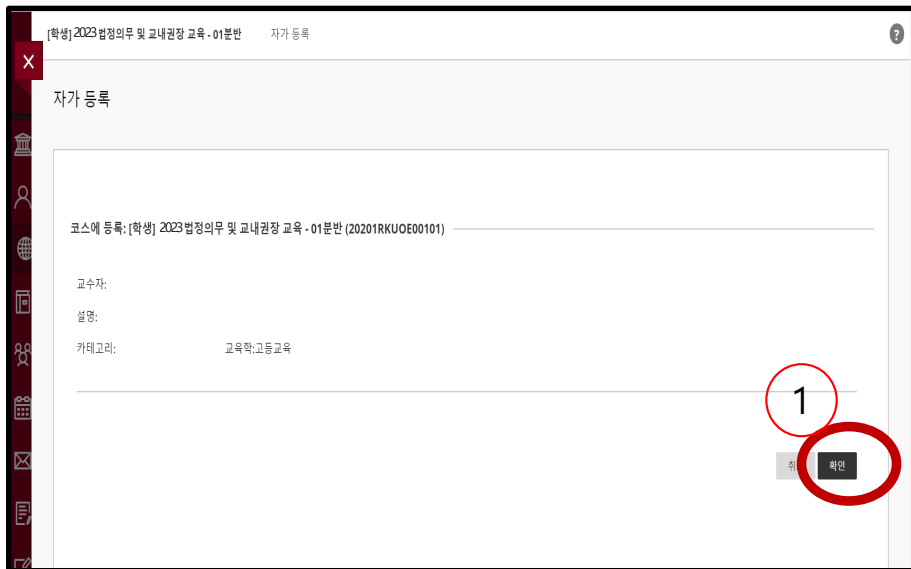 [학생] 2023 법정의무 및 교내권장 교육 - 01분반 자가 등록 ?
X
자가 등록
코스에 등록: [학생] 2023 법정의무 및 교내권장 교육 - 01분반 (20201RKUOE00101)
교수자:
설명:
카테고리: 교육학:고등교육
1
확인